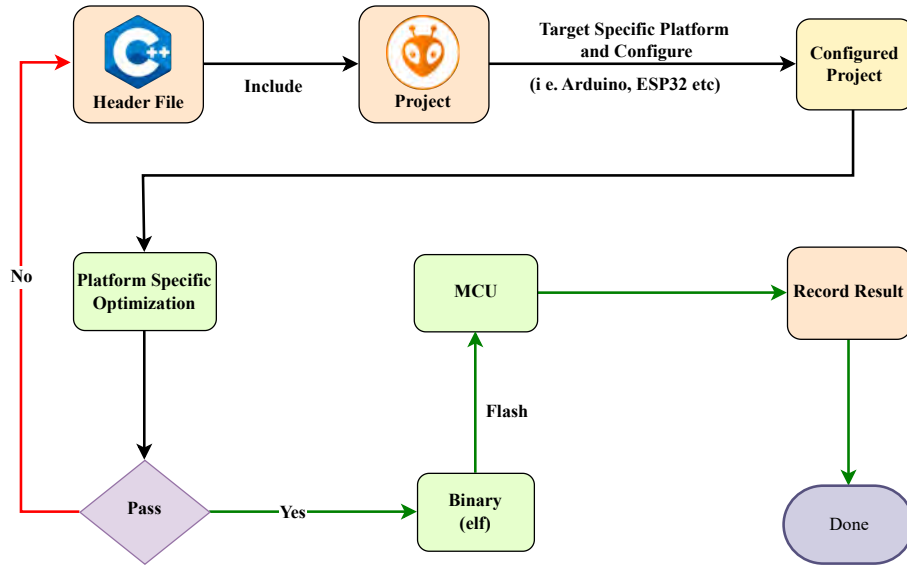 C++
Header File
Include
Project
Target Specific Platform
and Configure
(i e. Arduino, ESP32 etc)
Configured
Project
No
Platform Specific
Optimization
MCU
Record Result
Flash
Pass
Yes
Binary
(elf)
Done